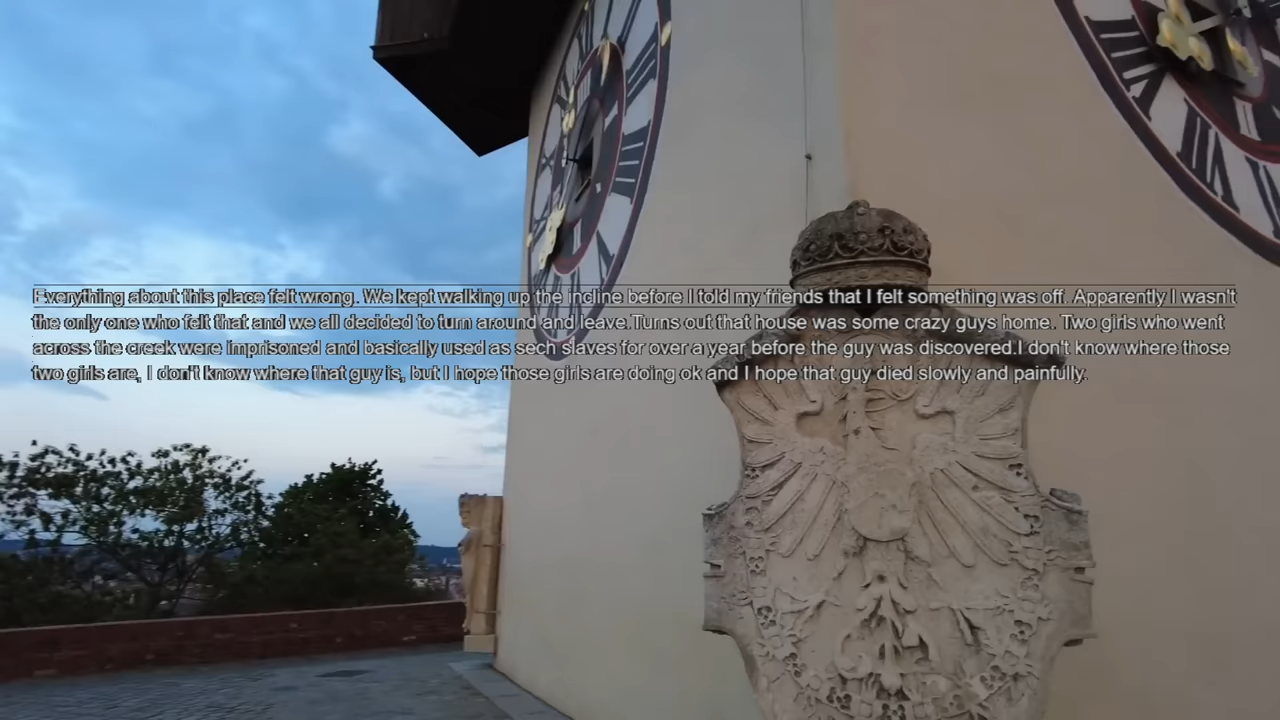 Everything about this place felt wrong. We kept walking up the incline before I told my friends that I felt something was off. Apparently I wasn't
the only one who felt that and we all decided to turn around and leave.Turns out that house was some crazy guys home. Two girls who went
across the creek were imprisoned and basically used as sech slaves for over a year before the guy was discovered.I don't know where those
two girls are, I don't know where that guy is, but I hope those girls are doing ok and I hope that guy died slowly and painfully.